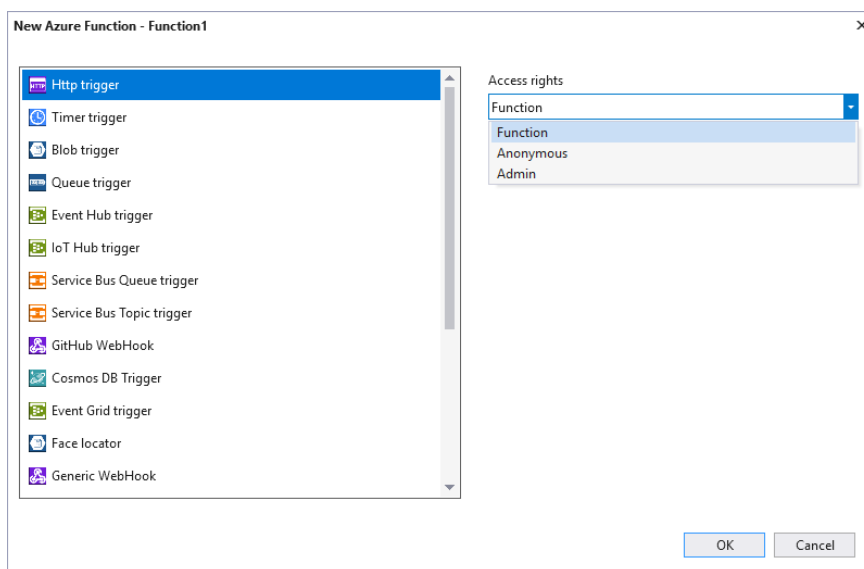 New Azure Function - Function1
Http trigger
Timer trigger
Blob trigger
Queue trigger
Event Hub trigger
IoT Hub trigger
Service Bus Queue trigger
Service Bus Topic trigger
GitHub WebHook
Cosmos DB Trigger
Event Grid trigger
Face locator
Generic WebHook
Access rights
Function
Function
Anonymous
Admin
OK
Cancel